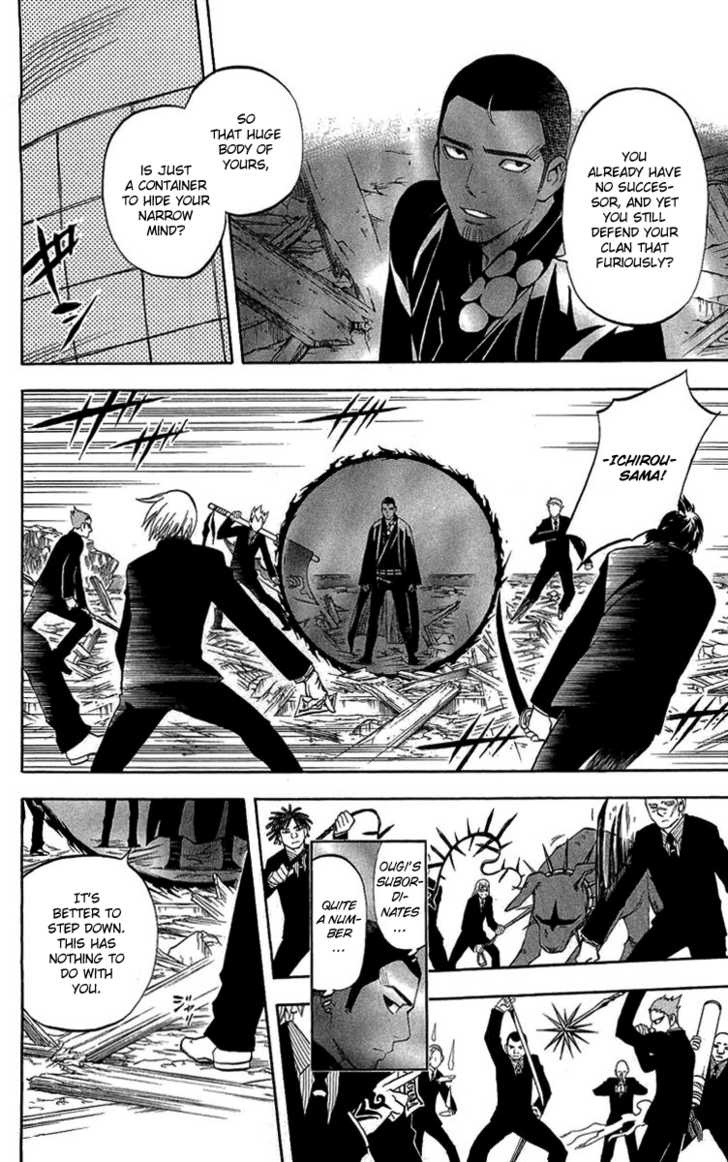 YOU
ALREADY HAVE
NO SUCCES-
SOR, AND YET
YOU STILL
DEFEND YOUR
CLAN THAT
FURIOUSLY?
SO
THAT HUGE
BODY OF
YOURS,
IS JUST
A CONTAINER
TO HIDE YOUR
NARROW
MIND?
-ICHIROU-
SAMA!
OUGI'S
SUBOR-
DI-
NATES
...
QUITE
A NUM-
BER
...
IT'S
BETTER TO
STEP DOWN.
THIS HAS
NOTHING TO
DO WITH
YOU.